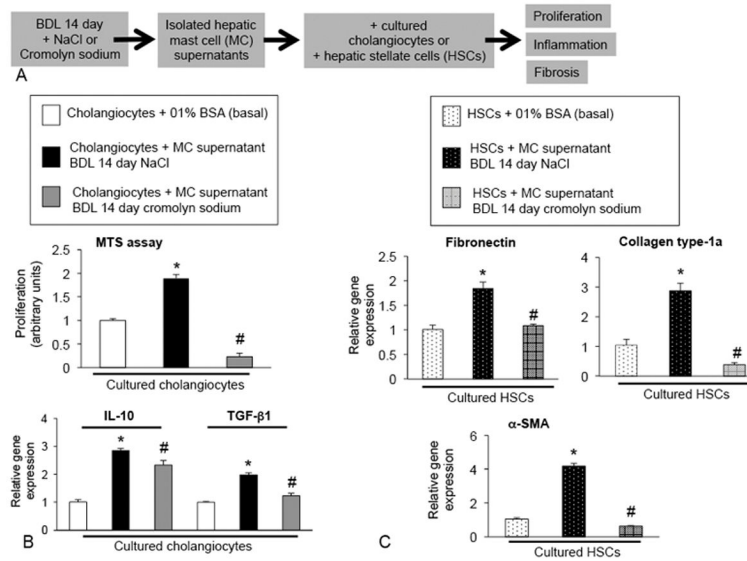 BDL 14 day
+ NaCl or
Cromolyn sodium
Isolated hepatic
mast cell (MC)
supernatants
+ cultured
cholangiocytes or
+ hepatic stellate cells (HSCs)
Proliferation
Inflammation
Fibrosis
A
Cholangiocytes + 01% BSA (basal)
Cholangiocytes + MC supernatant
BDL 14 day NaCl
Cholangiocytes + MC supernatant
BDL 14 day cromolyn sodium
MTS assay
Proliferation
(arbitrary units)
2.5
2
1.5
1
0.5
0
*
#
Cultured cholangiocytes
IL-10
TGF-β1
Relative gene
expression
4
3
2
1
0
*
#
*
#
Cultured cholangiocytes
B
HSCs + 01% BSA (basal)
HSCs + MC supernatant
BDL 14 day NaCl
HSCs + MC supernatant
BDL 14 day cromolyn sodium
Fibronectin
Relative gene
expression
2.5
2.0
1.5
1.0
0.5
0
*
#
Cultured HSCs
Collagen type-1a
4
3
2
1
0
*
#
Cultured HSCs
α-SMA
Relative gene
expression
6
4
2
0
*
#
Cultured HSCs
C